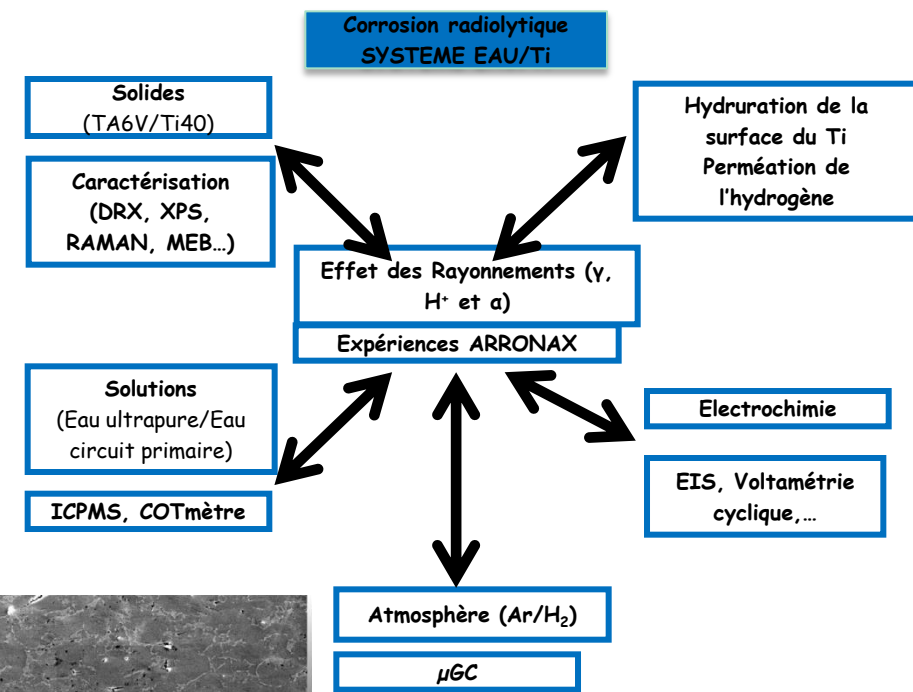 Corrosion radiolytique
SYSTEME EAU/Ti
Solides
(TA6V/Ti40)
Caractérisation
(DRX, XPS,
RAMAN, MEB…)
Hydruration de la
surface du Ti
Perméation de
l'hydrogène
Effet des Rayonnements (γ,
H⁺ et α)
Expériences ARRONAX
Solutions
(Eau ultrapure/Eau
circuit primaire)
ICPMS, COTmètre
Electrochimie
EIS, Voltamétrie
cyclique,…
Atmosphère (Ar/H₂)
µGC